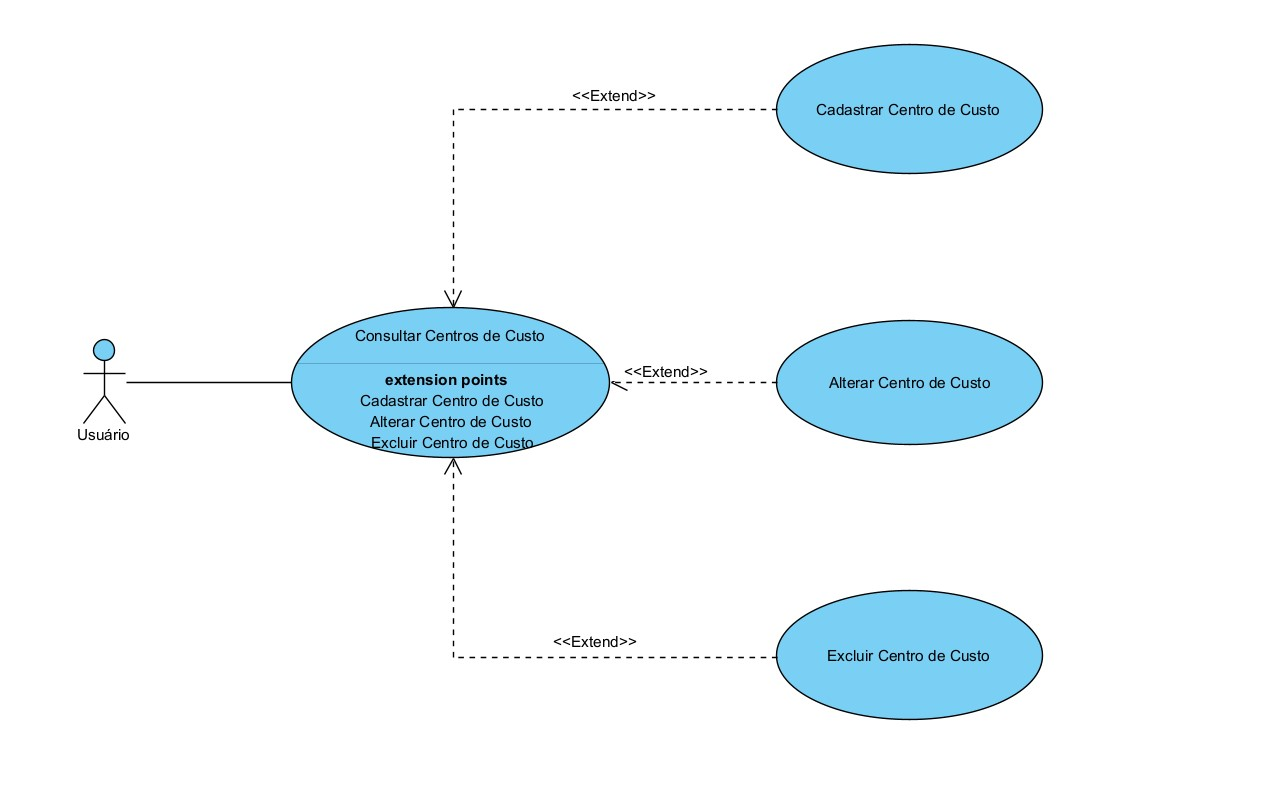 <<Extend>>
Cadastrar Centro de Custo
Consultar Centros de Custo
extension points
Cadastrar Centro de Custo
Alterar Centro de Custo
Excluir Centro de Custo
<<Extend>>
Alterar Centro de Custo
Usuário
<<Extend>>
Excluir Centro de Custo